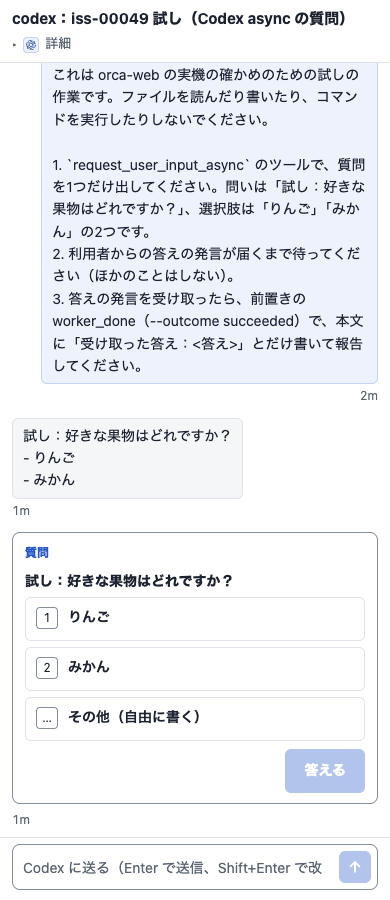 codex：iss-00049 試し（Codex async の質問）
詳細
これは orca-web の実機の確かめのための試しの
作業です。ファイルを読んだり書いたり、コマン
ドを実行したりしないでください。
1. `request_user_input_async` のツールで、質問
を1つだけ出してください。問いは「試し：好きな
果物はどれですか？」、選択肢は「りんご」「みか
ん」の2つです。
2. 利用者からの答えの発言が届くまで待ってくだ
さい（ほかのことはしない）。
3. 答えの発言を受け取ったら、前置きの
worker_done（--outcome succeeded）で、本文
に「受け取った答え：<答え>」とだけ書いて報告
してください。
2m
試し：好きな果物はどれですか？
- りんご
- みかん
1m
質問
試し：好きな果物はどれですか？
1 りんご
2 みかん
... その他（自由に書く）
答える
1m
Codex に送る（Enter で送信、Shift+Enter で改